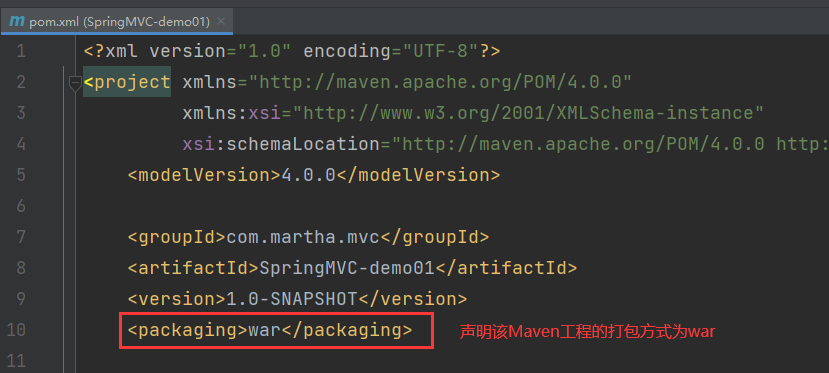 pom.xml (SpringMVC-demo01)
1 <?xml version="1.0" encoding="UTF-8"?>
2 <project xmlns="http://maven.apache.org/POM/4.0.0"
3 xmlns:xsi="http://www.w3.org/2001/XMLSchema-instance"
4 xsi:schemaLocation="http://maven.apache.org/POM/4.0.0 http:
5 <modelVersion>4.0.0</modelVersion>
6
7 <groupId>com.martha.mvc</groupId>
8 <artifactId>SpringMVC-demo01</artifactId>
9 <version>1.0-SNAPSHOT</version>
10 <packaging>war</packaging> 声明该Maven工程的打包方式为war
11